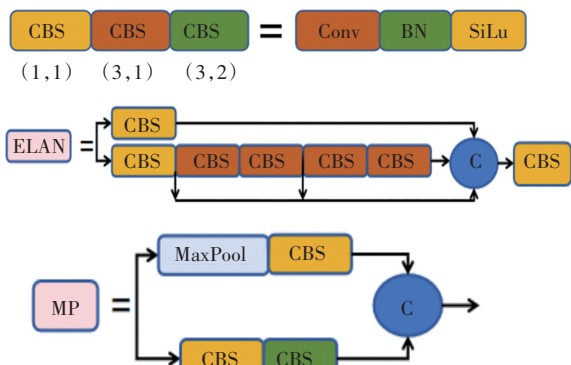 CBS CBS CBS = Conv BN SiLu
(1,1) (3,1) (3,2)
CBS
ELAN =
CBS CBS CBS CBS CBS C CBS
MaxPool CBS
MP = C
CBS CBS